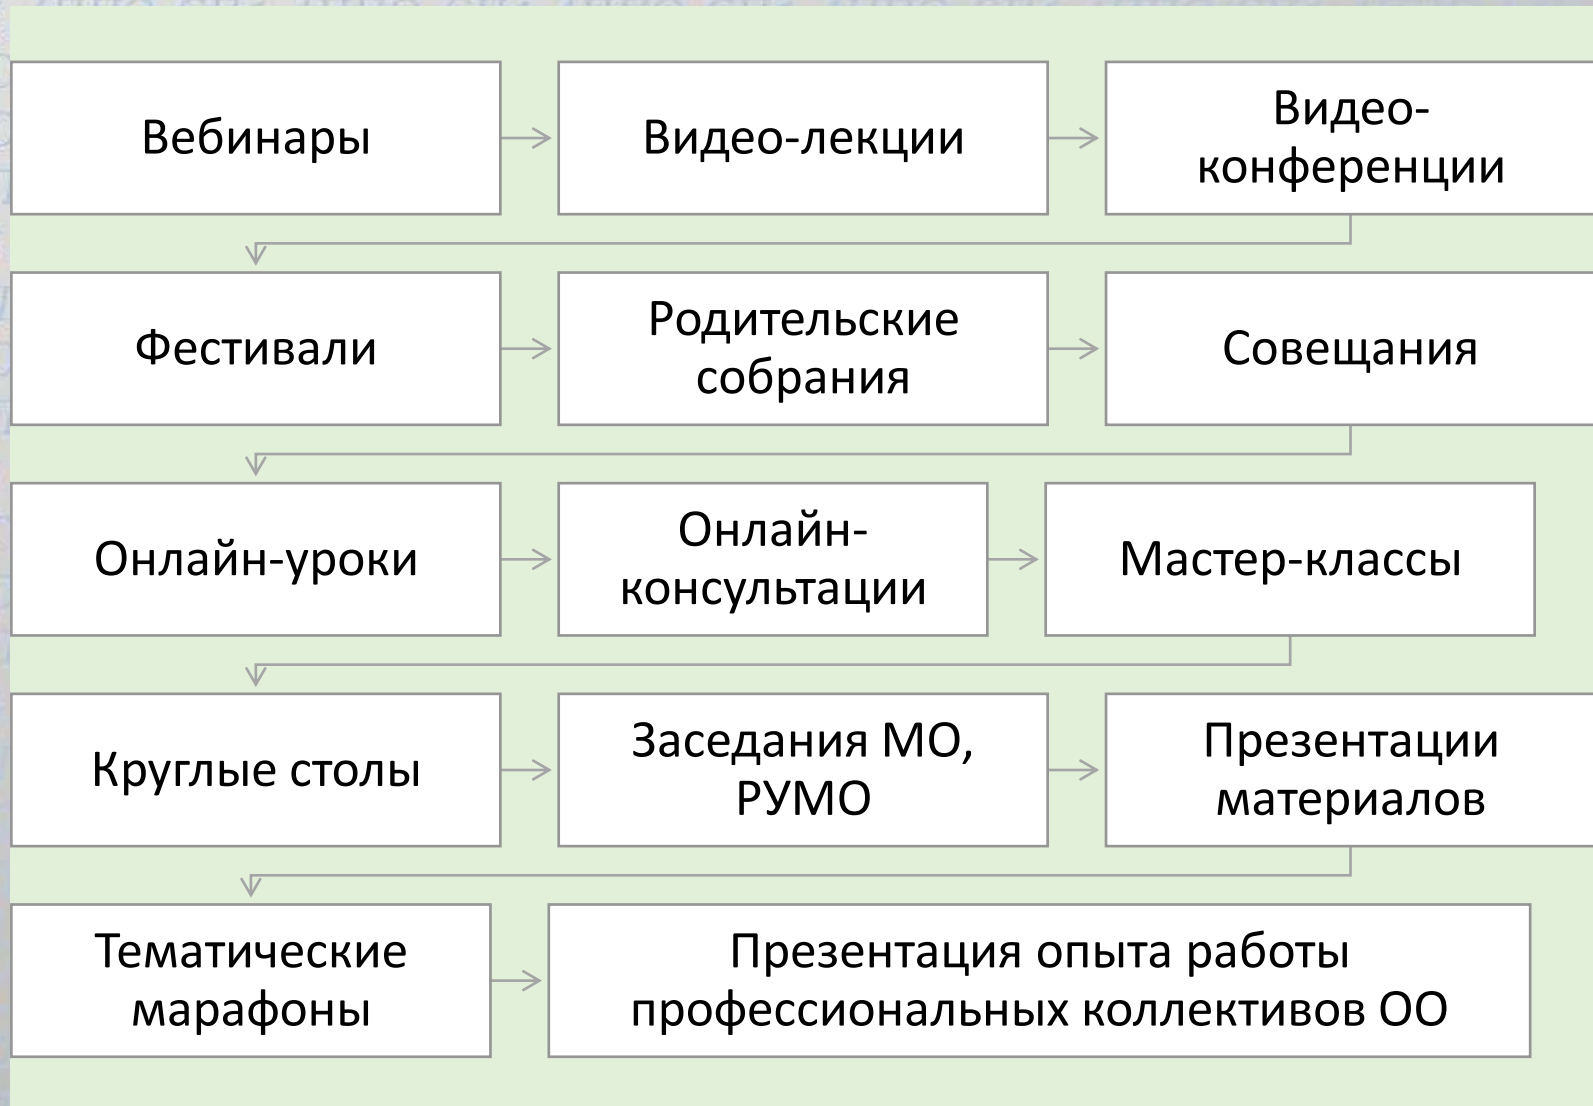 Вебинары
Видео-лекции
Видео-
конференции
Фестивали
Родительские
собрания
Совещания
Онлайн-уроки
Онлайн-
консультации
Мастер-классы
Круглые столы
Заседания МО,
РУМО
Презентации
материалов
Тематические
марафоны
Презентация опыта работы
профессиональных коллективов ОО